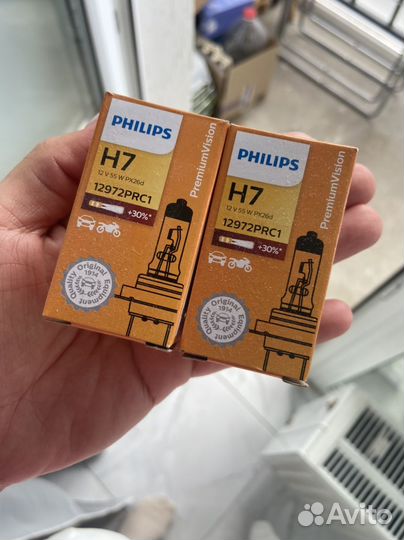 PHILIPS
PremiumVision
H7
12 V 55 W PX26d
12972PRC1
+30%*
Quality Original Equipment
1914
PHILIPS
PremiumVision
H7
12 V 55 W PX26d
12972PRC1
+30%*
Quality Original Equipment
1914
Avito